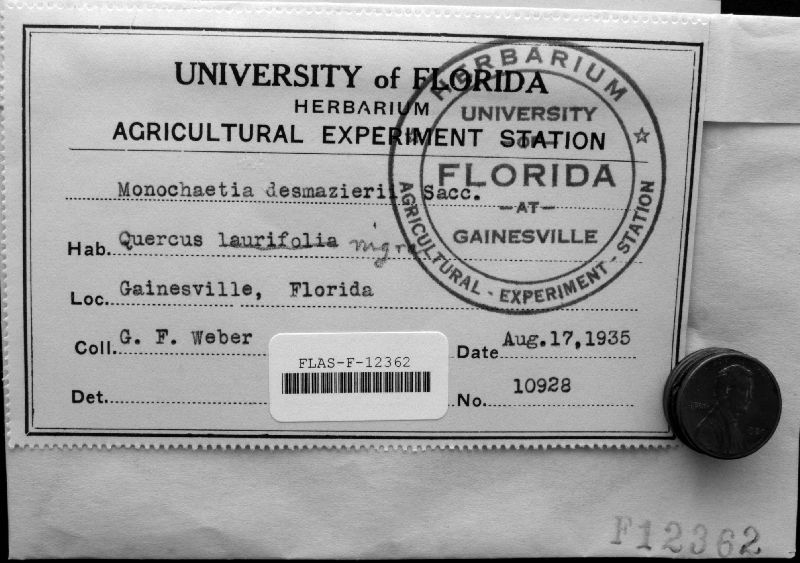 UNIVERSITY of FLORIDA
HERBARIUM
AGRICULTURAL EXPERIMENT STATION
Monochaetia desmazierii Sacc.
Hab. Quercus laurifolia nigra
Loc. Gainesville, Florida
Coll. G. F. Weber
Date Aug.17,1935
Det.
No. 10928
FLAS-F-12362
HERBARIUM
UNIVERSITY
-OF-
FLORIDA
-AT-
GAINESVILLE
AGRICULTURAL - EXPERIMENT - STATION
F12362